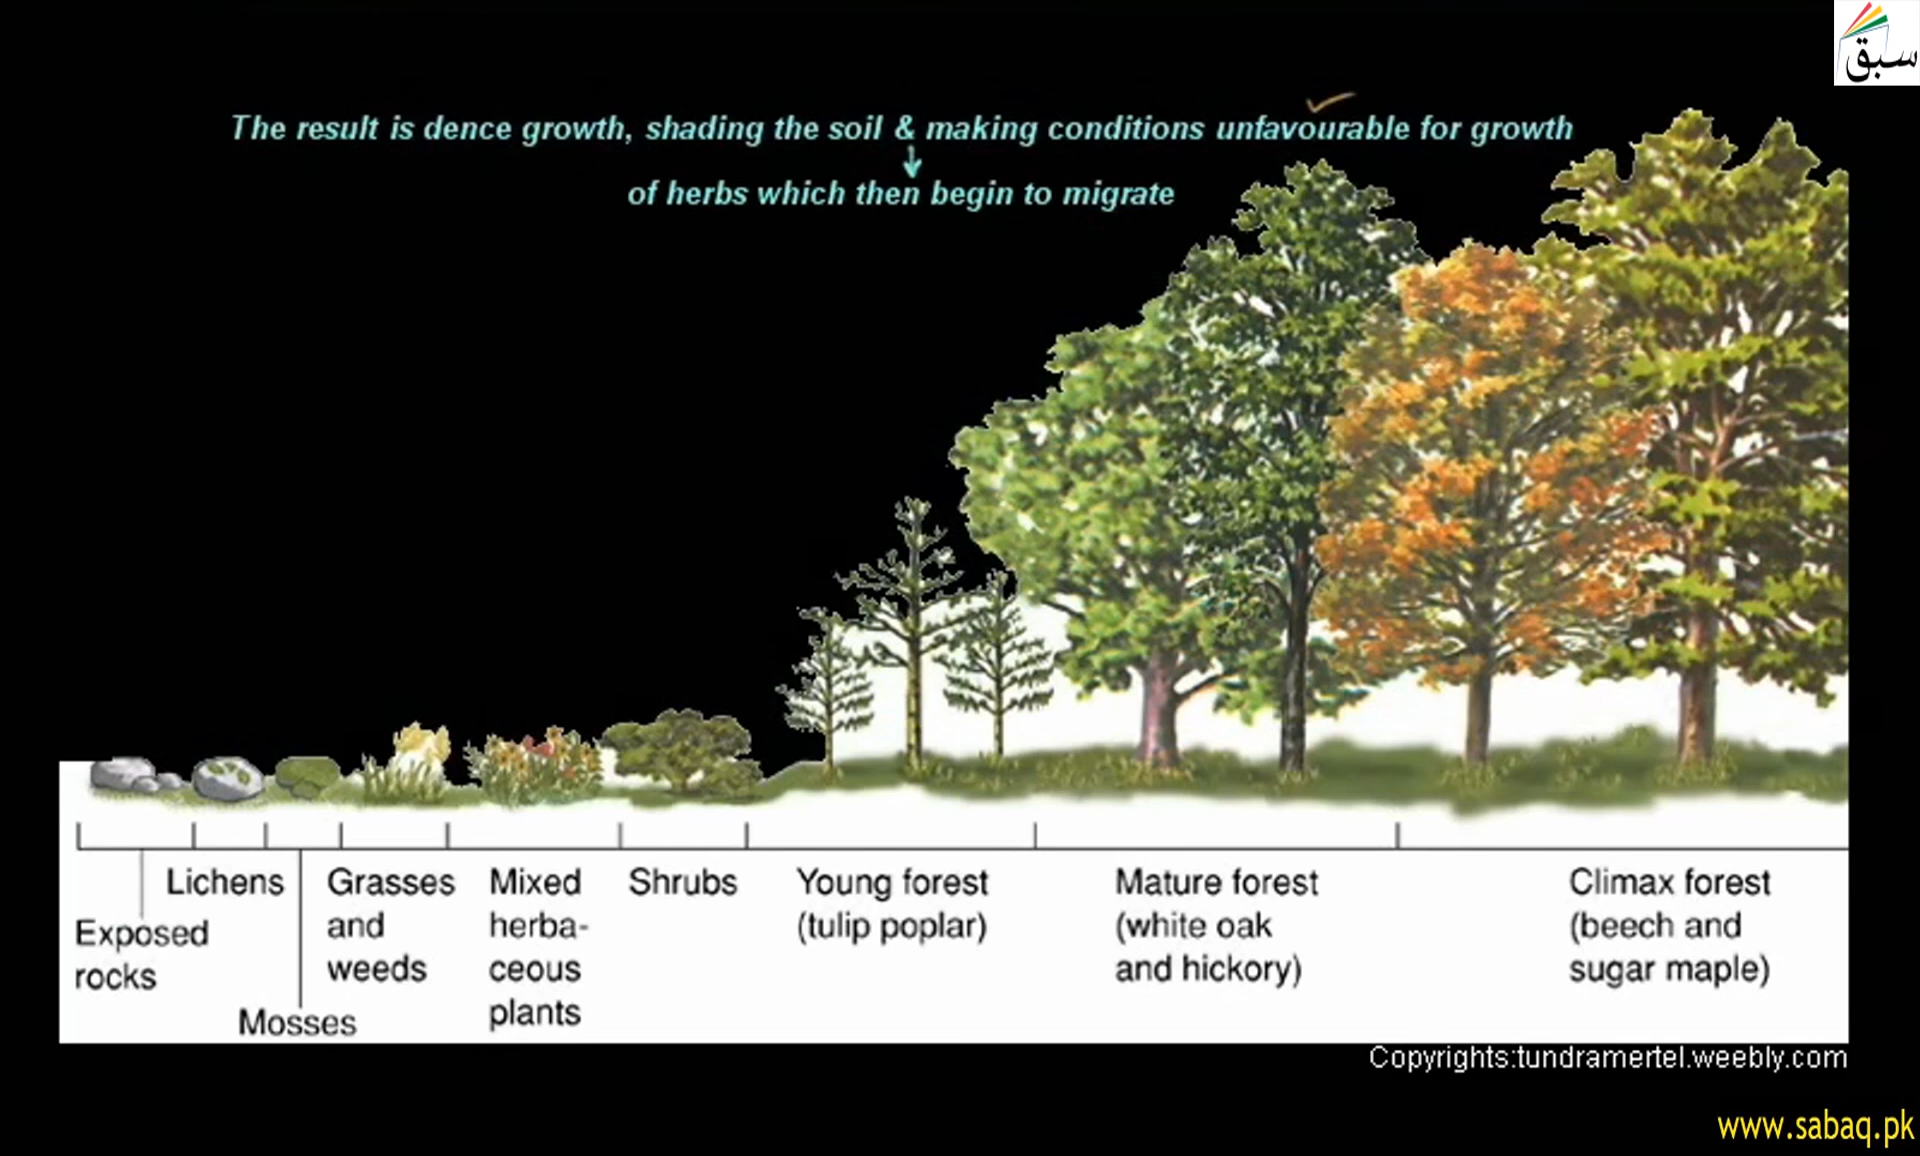 سبق
The result is dence growth, shading the soil & making conditions unfavourable for growth
of herbs which then begin to migrate
Lichens
Exposed
rocks
Mosses
Grasses
and
weeds
Mixed
herba-
ceous
plants
Shrubs
Young forest
(tulip poplar)
Mature forest
(white oak
and hickory)
Climax forest
(beech and
sugar maple)
Copyrights:tundramertel.weebly.com
www.sabaq.pk